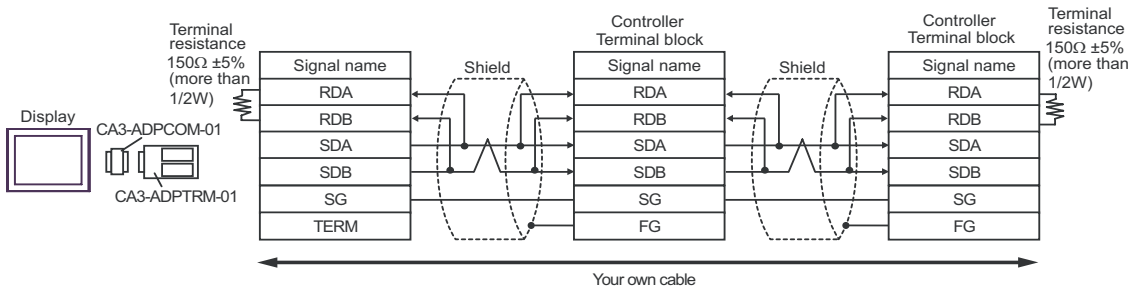 Terminal
resistance
150Ω ±5%
(more than
1/2W)
Display
CA3-ADPCOM-01
CA3-ADPTRM-01
Signal name
RDA
RDB
SDA
SDB
SG
TERM
Shield
Controller
Terminal block
Signal name
RDA
RDB
SDA
SDB
SG
FG
Shield
Controller
Terminal block
Signal name
RDA
RDB
SDA
SDB
SG
FG
Terminal
resistance
150Ω ±5%
(more than
1/2W)
Your own cable